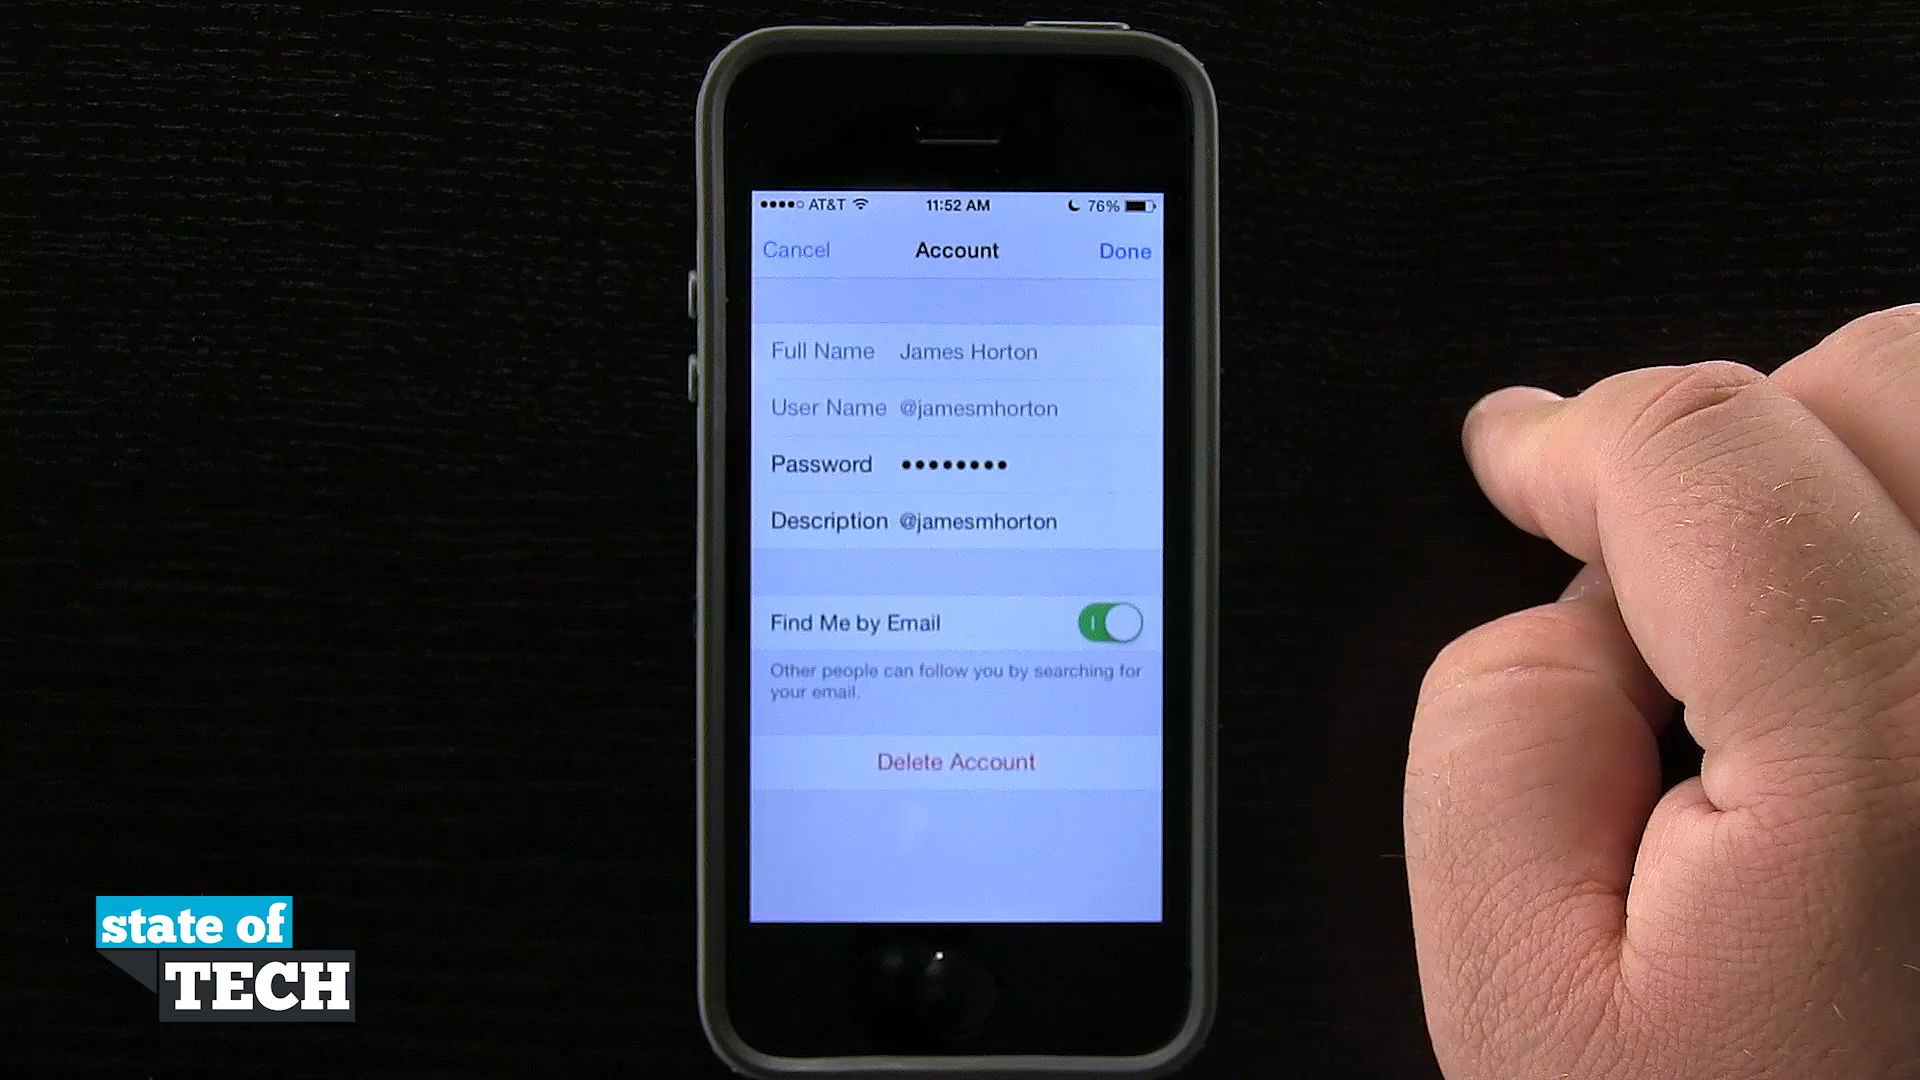 AT&T 11:52 AM 76%
Cancel Account Done
Full Name James Horton
User Name @jamesmhorton
Password ••••••••
Description @jamesmhorton
Find Me by Email
Other people can follow you by searching for
your email.
Delete Account
state of
TECH